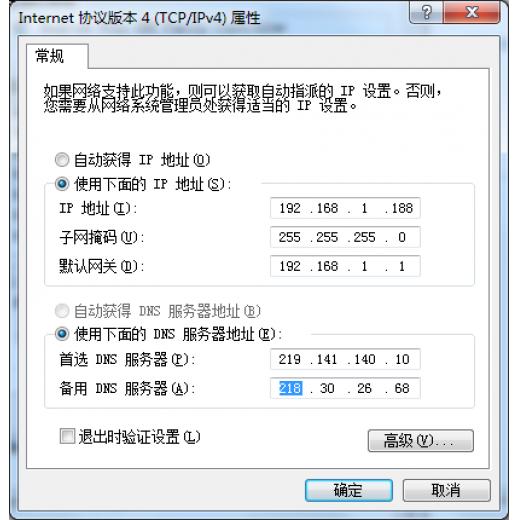 Internet 协议版本 4 (TCP/IPv4) 属性
常规
如果网络支持此功能，则可以获取自动指派的 IP 设置。否则，
您需要从网络系统管理员处获得适当的 IP 设置。
自动获得 IP 地址(O)
使用下面的 IP 地址(S):
IP 地址(I): 192 .168 . 1 .188
子网掩码(U): 255 .255 .255 . 0
默认网关(D): 192 .168 . 1 . 1
自动获得 DNS 服务器地址(B)
使用下面的 DNS 服务器地址(E):
首选 DNS 服务器(P): 219 .141 .140 . 10
备用 DNS 服务器(A): 218 . 30 . 26 . 68
退出时验证设置(L)
高级(V)...
确定 取消